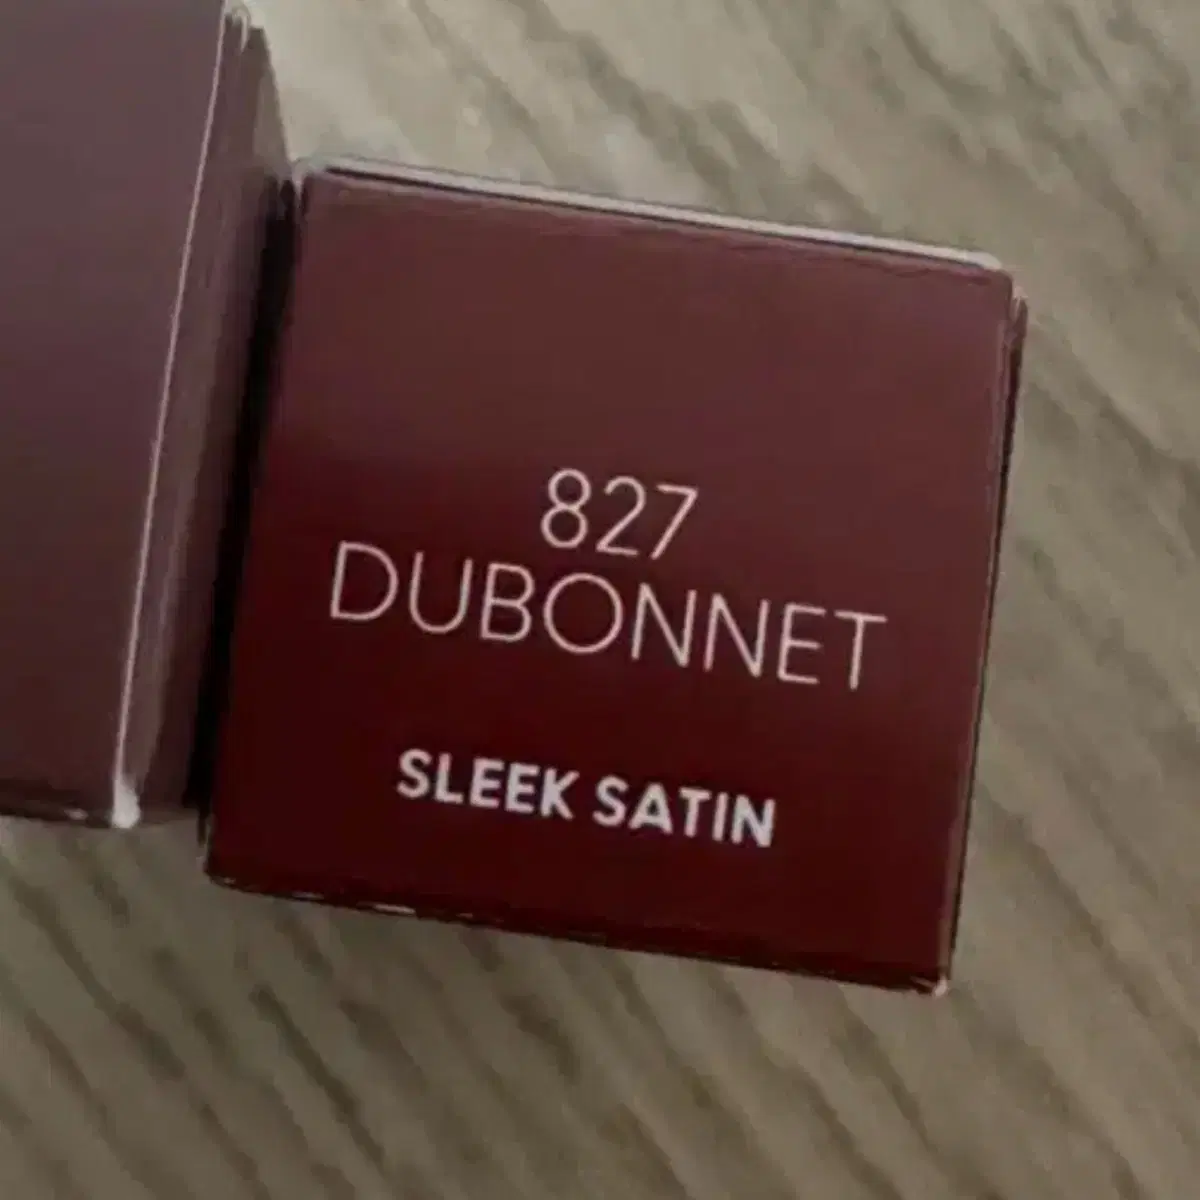 827
DUBONNET
SLEEK SATIN